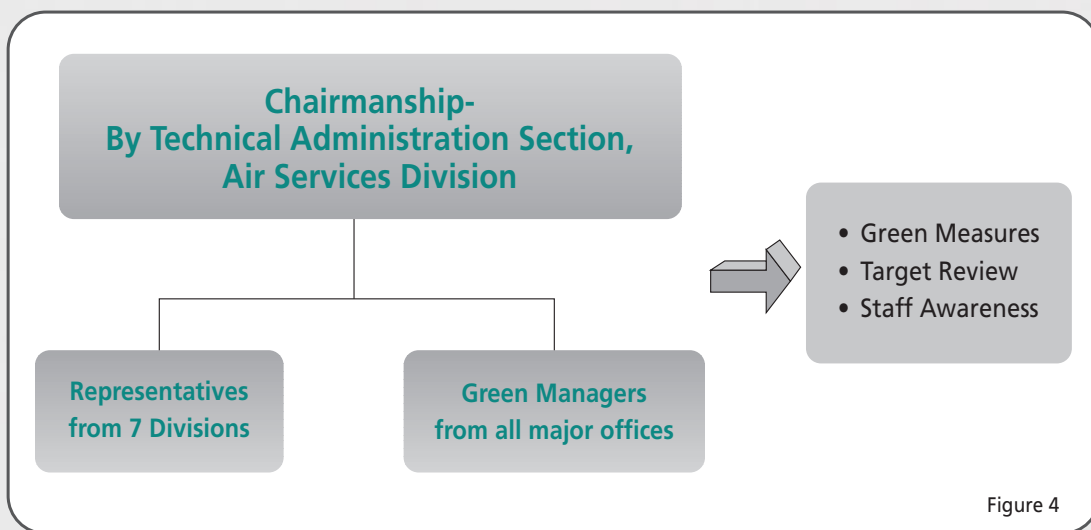 Chairmanship-
By Technical Administration Section,
Air Services Division
• Green Measures
• Target Review
• Staff Awareness
Representatives
from 7 Divisions
Green Managers
from all major offices
Figure 4